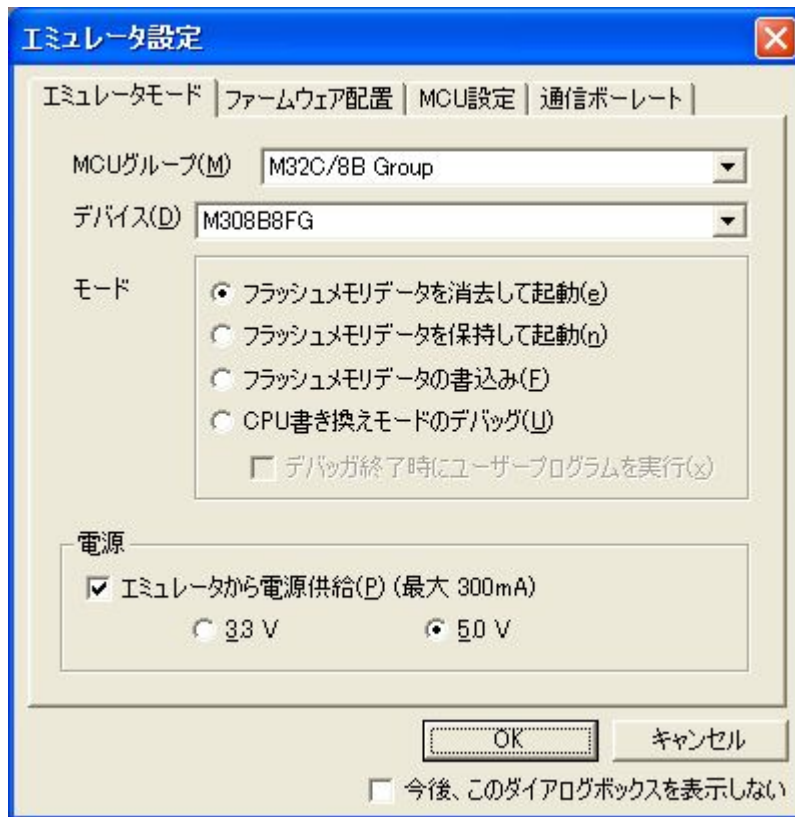 エミュレータ設定
エミュレータモード ファームウェア配置 MCU設定 通信ボーレート
MCUグループ(M) M32C/8B Group
デバイス(D) M308B8FG
モード
フラッシュメモリデータを消去して起動(e)
フラッシュメモリデータを保持して起動(n)
フラッシュメモリデータの書込み(F)
CPU書き換えモードのデバッグ(U)
デバッガ終了時にユーザープログラムを実行(x)
電源
エミュレータから電源供給(P) (最大 300mA)
3.3 V 5.0 V
OK キャンセル
今後、このダイアログボックスを表示しない